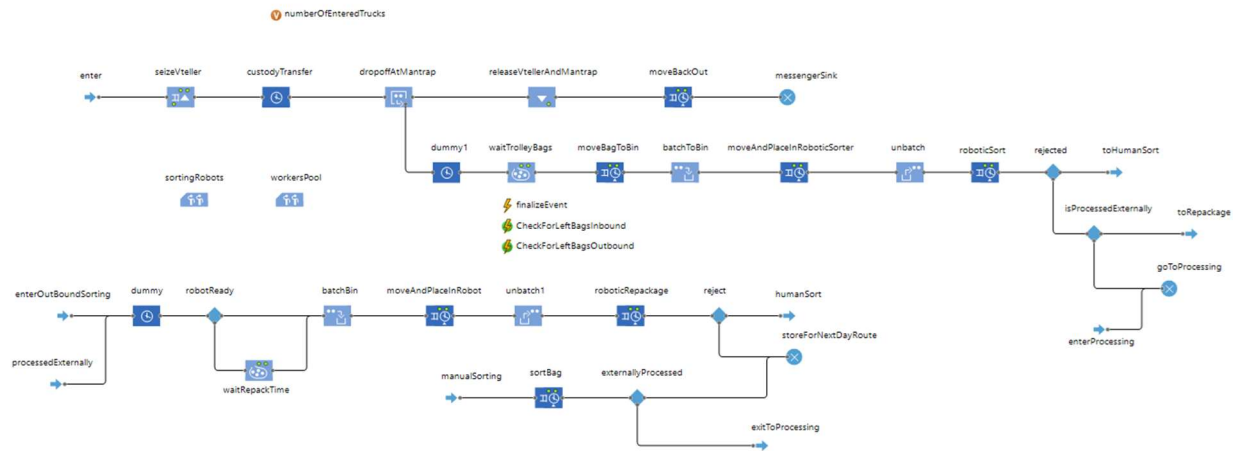 numberOfEnteredTrucks
enter
seizeVteller
custodyTransfer
dropoffAtMantrap
releaseVtellerAndMantrap
moveBackOut
messengerSink
dummy1
waitTrolleyBags
moveBagToBin
batchToBin
moveAndPlaceInRoboticSorter
unbatch
roboticSort
rejected
toHumanSort
sortingRobots
workersPool
finalizeEvent
CheckForLeftBagsInbound
CheckForLeftBagsOutbound
isProcessedExternally
toRepackage
goToProcessing
enterProcessing
enterOutBoundSorting
dummy
robotReady
batchBin
moveAndPlaceInRobot
unbatch1
roboticRepackage
reject
humanSort
storeForNextDayRoute
processedExternally
waitRepackTime
manualSorting
sortBag
externallyProcessed
exitToProcessing